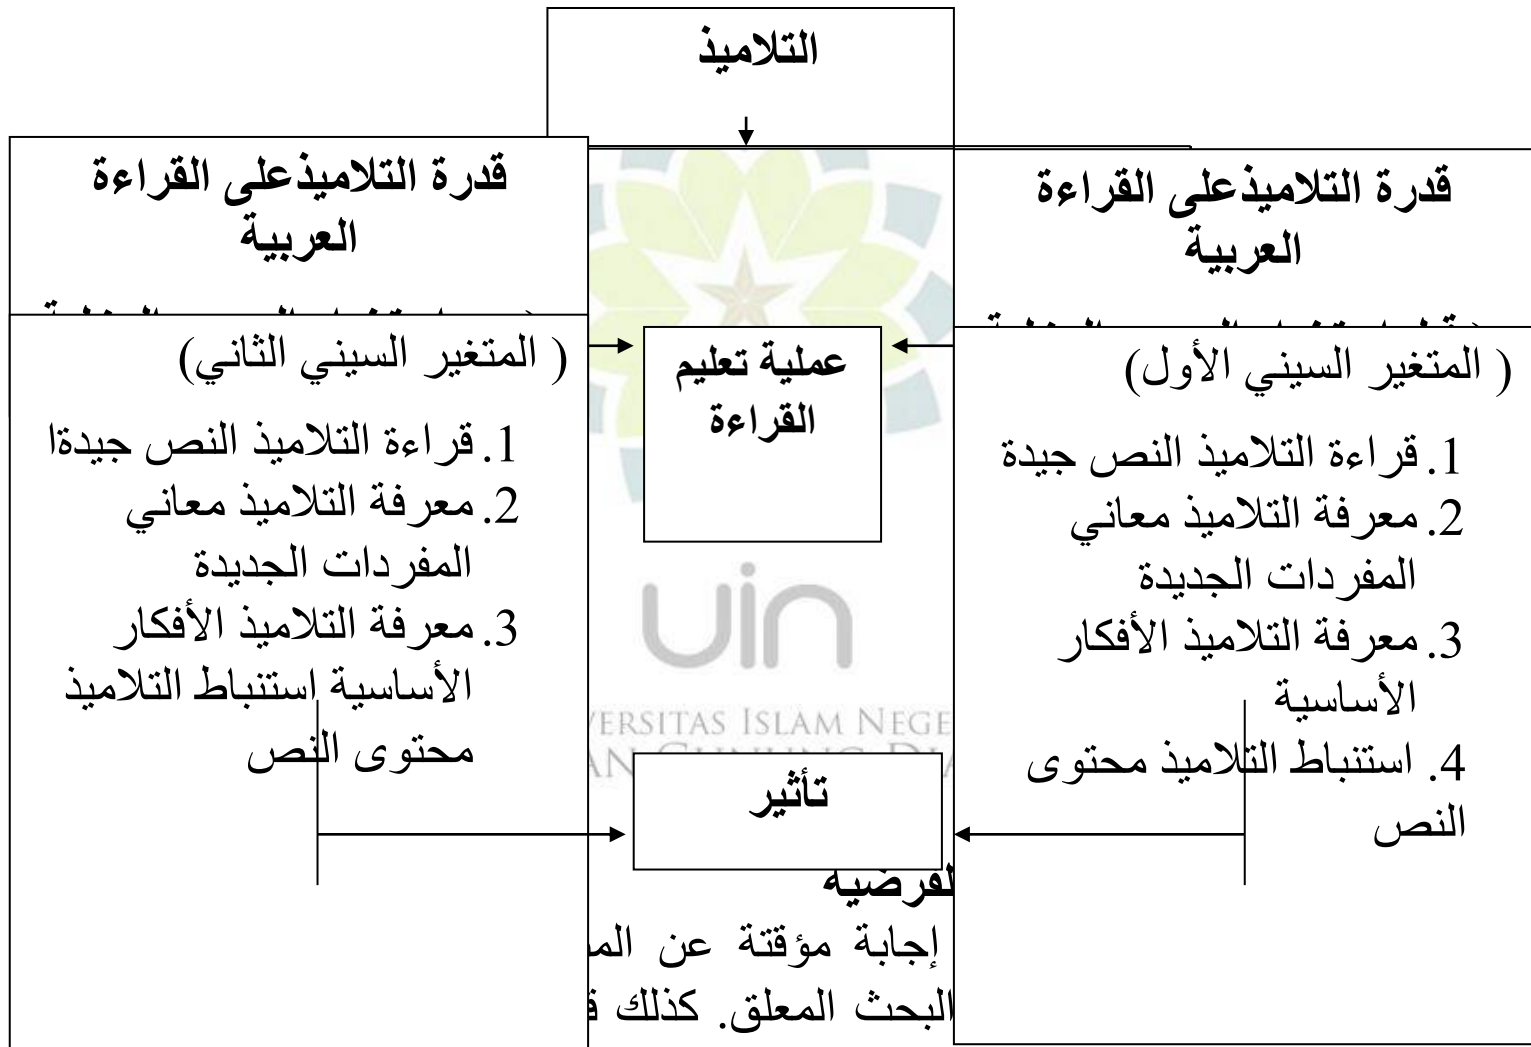 التلاميذ
قدرة التلاميذعلى القراءة
العربية
( المتغير السيني الأول)
1. قراءة التلاميذ النص جيدة
2. معرفة التلاميذ معاني
المفردات الجديدة
3. معرفة التلاميذ الأفكار
الأساسية
4. استنباط التلاميذ محتوى
النص
عملية تعليم
القراءة
قدرة التلاميذعلى القراءة
العربية
( المتغير السيني الثاني)
1. قراءة التلاميذ النص جيدةا
2. معرفة التلاميذ معاني
المفردات الجديدة
3. معرفة التلاميذ الأفكار
الأساسية استنباط التلاميذ
محتوى النص
uin
ISLAM
تأثير
إجابة مؤقتة عن
البحث المعلق. كذلك